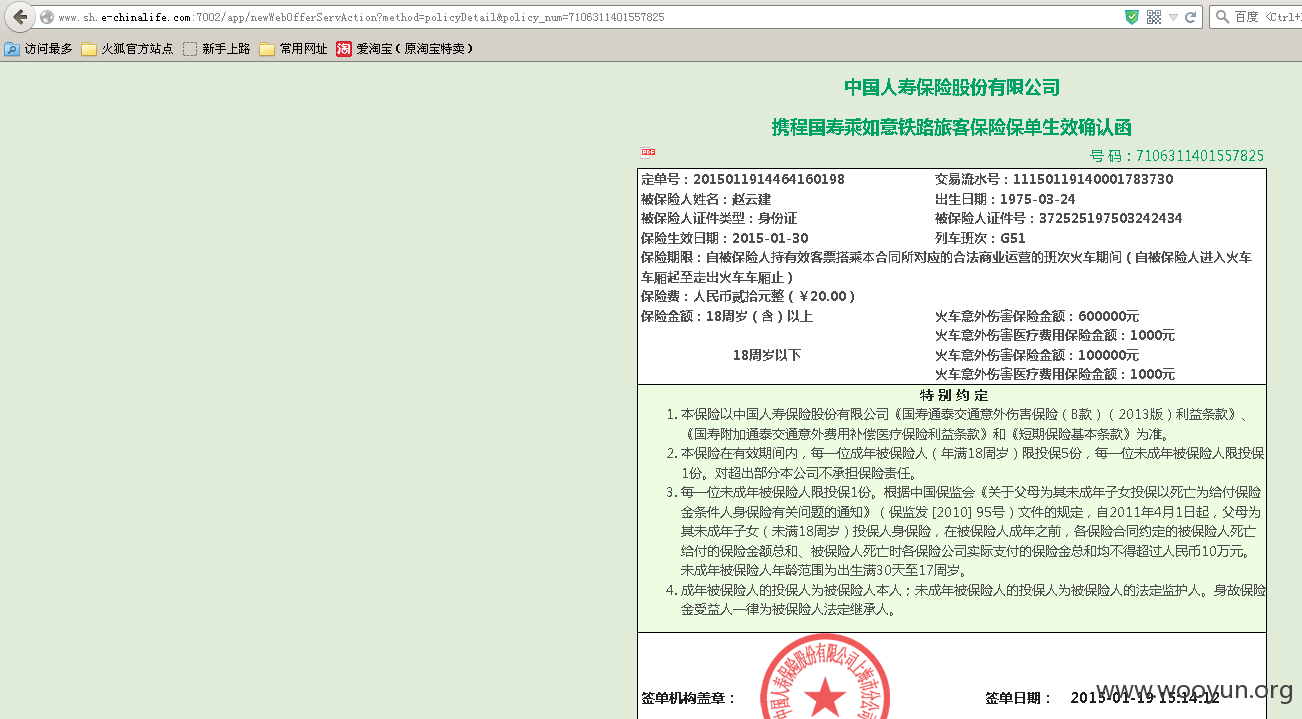 www.sh.e-chinalife.com:7002/app/newWebOfferServAction?method=policyDetail&policy_num=7106311401557825
百度 <Ctrl+
访问最多 火狐官方站点 新手上路 常用网址 淘 爱淘宝（原淘宝特卖）
中国人寿保险股份有限公司
携程国寿乘如意铁路旅客保险保单生效确认函
PDF
号 码：7106311401557825
定单号：2015011914464160198 交易流水号：11150119140001783730
被保险人姓名：赵云建 出生日期：1975-03-24
被保险人证件类型：身份证 被保险人证件号：372525197503242434
保险生效日期：2015-01-30 列车班次：G51
保险期限：自被保险人持有效客票搭乘本合同所对应的合法商业运营的班次火车期间（自被保险人进入火车
车厢起至走出火车车厢止）
保险费：人民币贰拾元整（￥20.00）
保险金额：18周岁（含）以上 火车意外伤害保险金额：600000元
火车意外伤害医疗费用保险金额：1000元
18周岁以下 火车意外伤害保险金额：100000元
火车意外伤害医疗费用保险金额：1000元
特 别 约 定
1. 本保险以中国人寿保险股份有限公司《国寿通泰交通意外伤害保险（B款）（2013版）利益条款》、
《国寿附加通泰交通意外费用补偿医疗保险利益条款》和《短期保险基本条款》为准。
2. 本保险在有效期间内，每一位成年被保险人（年满18周岁）限投保5份，每一位未成年被保险人限投保
1份。对超出部分本公司不承担保险责任。
3. 每一位未成年被保险人限投保1份。根据中国保监会《关于父母为其未成年子女投保以死亡为给付保险
金条件人身保险有关问题的通知》（保监发 [2010] 95号）文件的规定，自2011年4月1日起，父母为
其未成年子女（未满18周岁）投保人身保险，在被保险人成年之前，各保险合同约定的被保险人死亡
给付的保险金额总和、被保险人死亡时各保险公司实际支付的保险金总和均不得超过人民币10万元。
未成年被保险人年龄范围为出生满30天至17周岁。
4. 成年被保险人的投保人为被保险人本人；未成年被保险人的投保人为被保险人的法定监护人。身故保险
金受益人一律为被保险人法定继承人。
中国人寿保险股份有限公司上海市分公司
签单机构盖章： 签单日期： 2015-01-19 15:14:12
www.wooyun.org